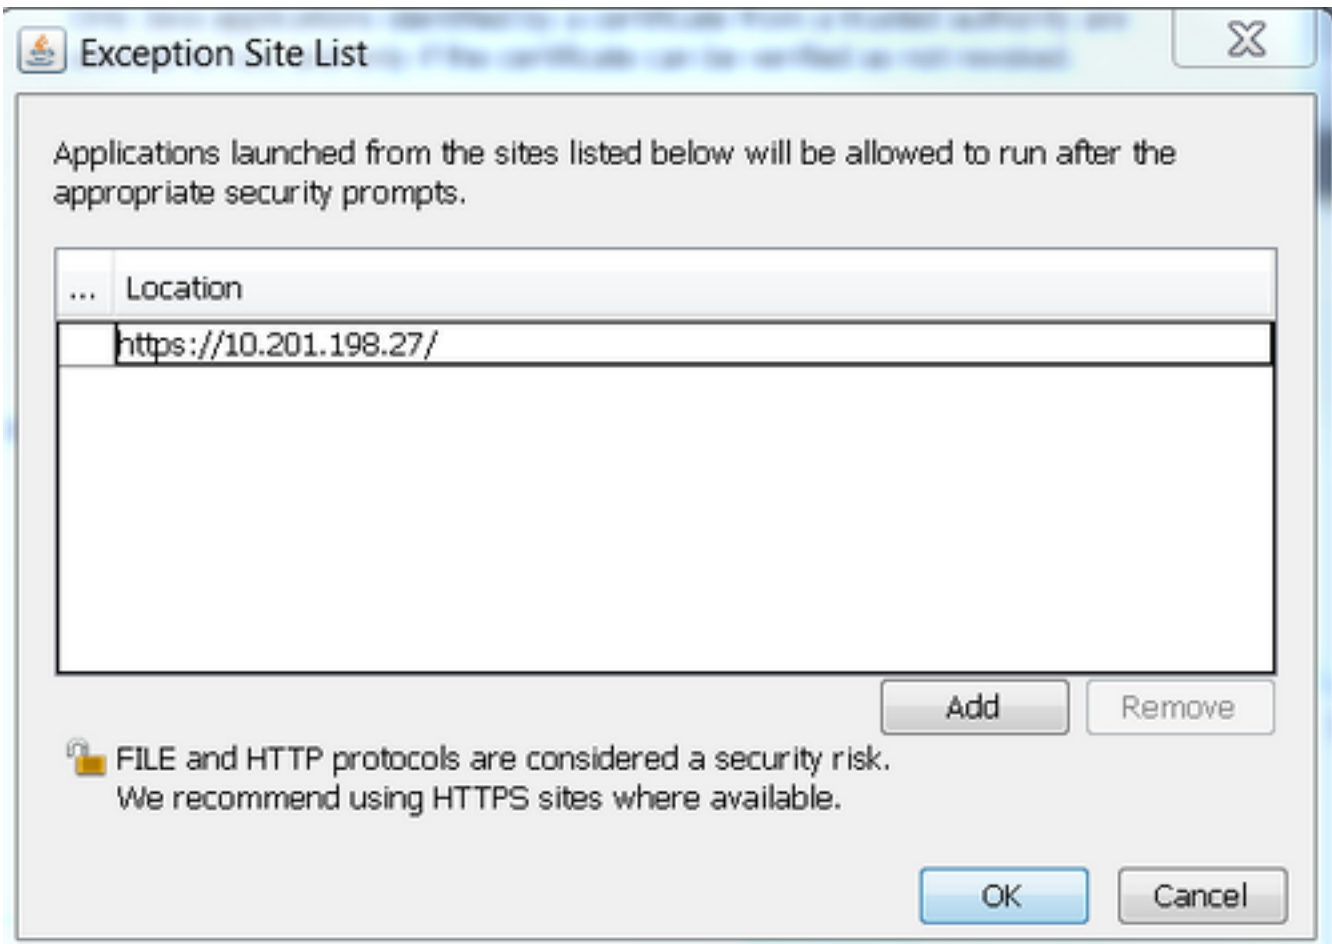 Exception Site List
Applications launched from the sites listed below will be allowed to run after the
appropriate security prompts.
... Location
https://10.201.198.27/
Add Remove
FILE and HTTP protocols are considered a security risk.
We recommend using HTTPS sites where available.
OK Cancel